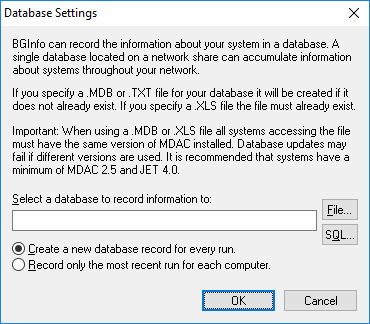 Database Settings
BGInfo can record the information about your system in a database. A
single database located on a network share can accumulate information
about systems throughout your network.
If you specify a .MDB or .TXT file for your database it will be created if it
does not already exist. If you specify a .XLS file the file must already exist.
Important: When using a .MDB or .XLS file all systems accessing the file
must have the same version of MDAC installed. Database updates may
fail if different versions are used. It is recommended that systems have a
minimum of MDAC 2.5 and JET 4.0.
Select a database to record information to:
File...
SQL...
Create a new database record for every run.
Record only the most recent run for each computer.
OK Cancel